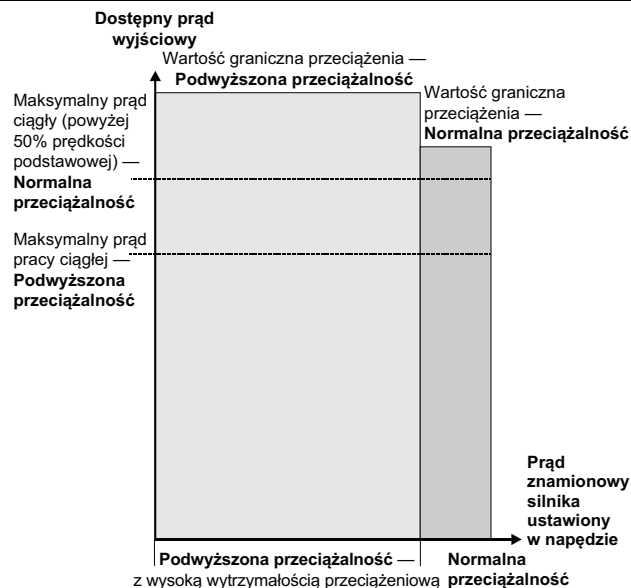 Dostępny prąd
wyjściowy
Wartość graniczna przeciążenia —
Podwyższona przeciążalność
Wartość graniczna
przeciążenia —
Normalna przeciążalność
Maksymalny prąd
ciągły (powyżej
50% prędkości
podstawowej) —
Normalna
przeciążalność
Maksymalny prąd
pracy ciągłej —
Podwyższona
przeciążalność
Prąd
znamionowy
silnika
ustawiony
w napędzie
Podwyższona przeciążalność —
z wysoką wytrzymałością przeciążeniową
Normalna
przeciążalność